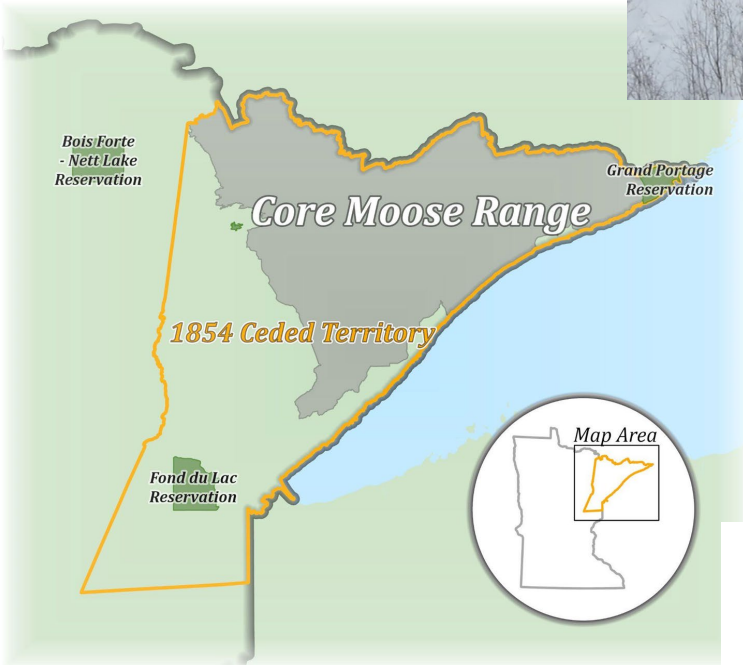 Bois Forte
- Nett Lake
Reservation
Grand Portage
Reservation
Core Moose Range
1854 Ceded Territory
Map Area
Fond du Lac
Reservation